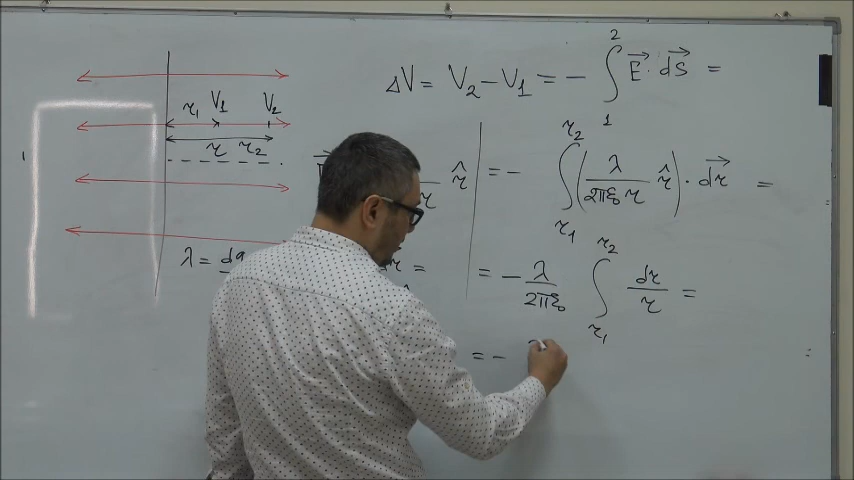 ΔV = V₂ - V₁ = - ∫₁² E⃗ · dS⃗ =
r₁ V₁ V₂
r r₂
r̂ = - ∫_{r₁}^{r₂} (λ / 2πε₀ r r̂) · dr⃗ =
λ = dq
= - λ / 2πε₀ ∫_{r₁}^{r₂} dr / r =
= -